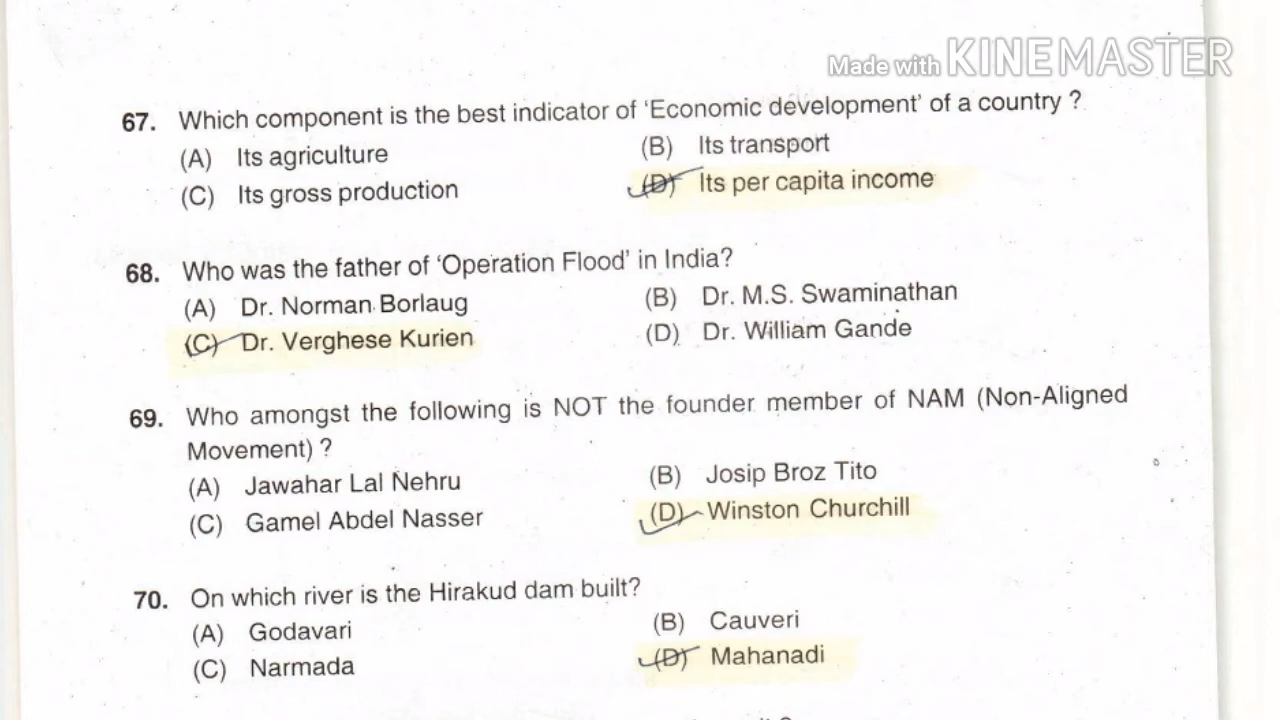 Made with KINEMASTER
67. Which component is the best indicator of 'Economic development' of a country ?
(A) Its agriculture (B) Its transport
(C) Its gross production (D) Its per capita income
68. Who was the father of 'Operation Flood' in India?
(A) Dr. Norman Borlaug (B) Dr. M.S. Swaminathan
(C) Dr. Verghese Kurien (D) Dr. William Gande
69. Who amongst the following is NOT the founder member of NAM (Non-Aligned
Movement) ?
(A) Jawahar Lal Nehru (B) Josip Broz Tito
(C) Gamel Abdel Nasser (D) Winston Churchill
70. On which river is the Hirakud dam built?
(A) Godavari (B) Cauveri
(C) Narmada (D) Mahanadi